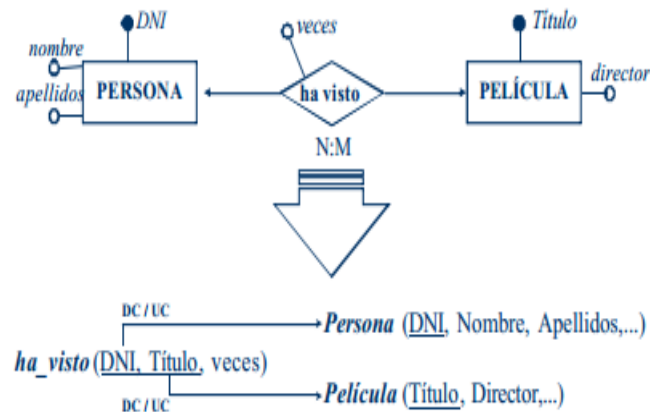 DNI
nombre
apellidos
PERSONA
veces
ha visto
N:M
Título
director
PELÍCULA
DC / UC
Persona (DNI, Nombre, Apellidos,...)
ha_visto (DNI, Título, veces)
Película (Título, Director,...)
DC / UC